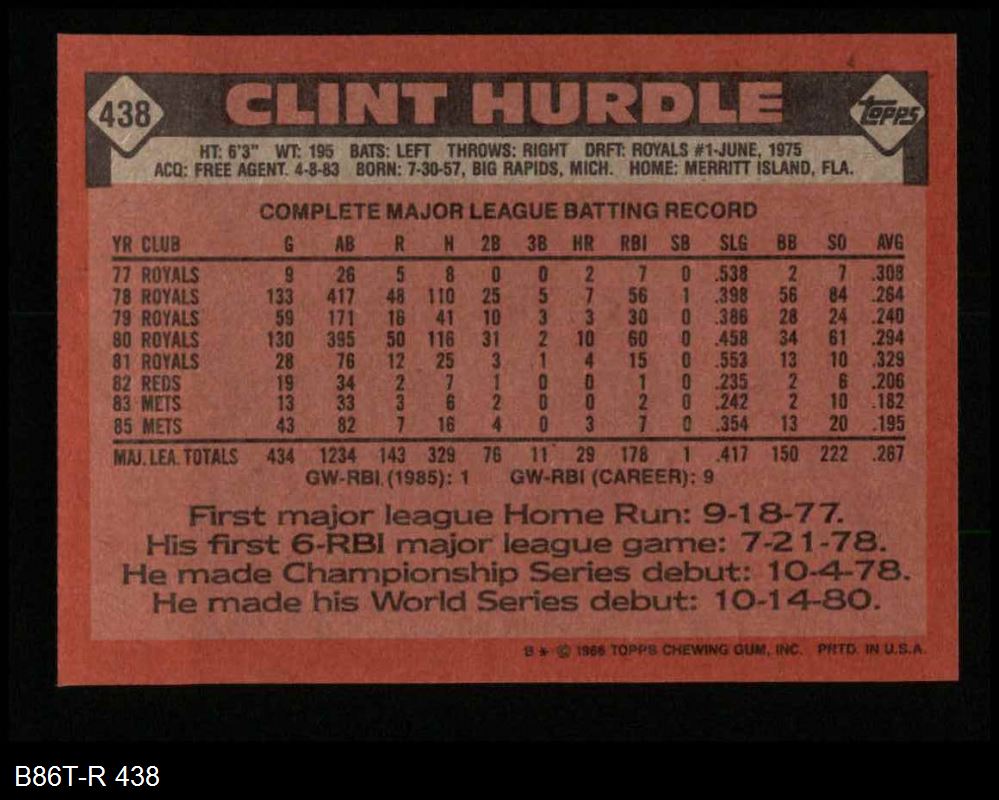 438 CLINT HURDLE TOPPS
HT: 6'3" WT: 195 BATS: LEFT THROWS: RIGHT DRFT: ROYALS #1-JUNE, 1975
ACQ: FREE AGENT. 4-8-83 BORN: 7-30-57, BIG RAPIDS, MICH. HOME: MERRITT ISLAND, FLA.
COMPLETE MAJOR LEAGUE BATTING RECORD
YR CLUB G AB R H 2B 3B HR RBI SB SLG BB SO AVG
77 ROYALS 9 26 5 8 0 0 2 7 0 .538 2 7 .308
78 ROYALS 133 417 48 110 25 5 7 56 1 .398 56 84 .264
79 ROYALS 59 171 16 41 10 3 3 30 0 .386 28 24 .240
80 ROYALS 130 395 50 116 31 2 10 60 0 .458 34 61 .294
81 ROYALS 28 76 12 25 3 1 4 15 0 .553 13 10 .329
82 REDS 19 34 2 7 1 0 0 1 0 .235 2 6 .206
83 METS 13 33 3 6 2 0 0 2 0 .242 2 10 .182
85 METS 43 82 7 16 4 0 3 7 0 .354 13 20 .195
MAJ. LEA. TOTALS 434 1234 143 329 76 11 29 178 1 .417 150 222 .267
GW-RBI (1985): 1 GW-RBI (CAREER): 9
First major league Home Run: 9-18-77.
His first 6-RBI major league game: 7-21-78.
He made Championship Series debut: 10-4-78.
He made his World Series debut: 10-14-80.
B * © 1986 TOPPS CHEWING GUM, INC. PRTD. IN U.S.A.
B86T-R 438